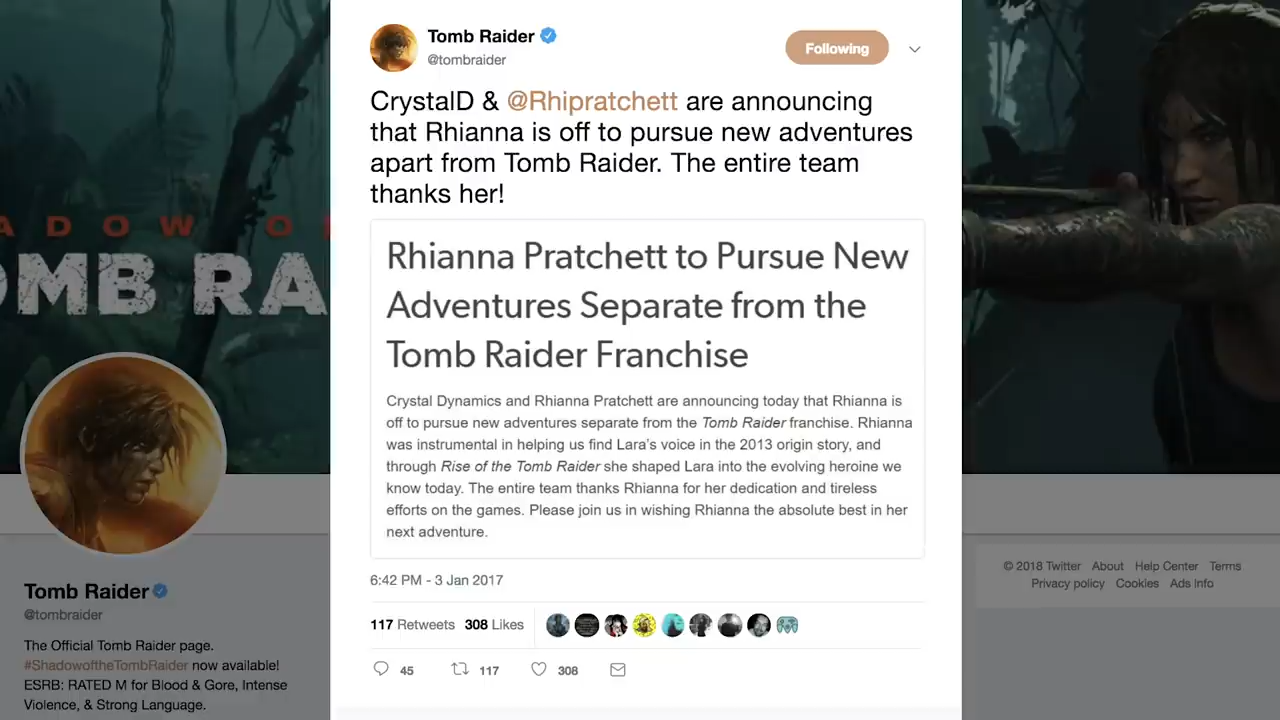 Tomb Raider
@tombraider
Following
CrystalD & @Rhipratchett are announcing
that Rhianna is off to pursue new adventures
apart from Tomb Raider. The entire team
thanks her!
Rhianna Pratchett to Pursue New
Adventures Separate from the
Tomb Raider Franchise
Crystal Dynamics and Rhianna Pratchett are announcing today that Rhianna is
off to pursue new adventures separate from the Tomb Raider franchise. Rhianna
was instrumental in helping us find Lara's voice in the 2013 origin story, and
through Rise of the Tomb Raider she shaped Lara into the evolving heroine we
know today. The entire team thanks Rhianna for her dedication and tireless
efforts on the games. Please join us in wishing Rhianna the absolute best in her
next adventure.
6:42 PM - 3 Jan 2017
117 Retweets 308 Likes
45 117 308
ADOW O
OMB RA
Tomb Raider
@tombraider
The Official Tomb Raider page.
#ShadowoftheTombRaider now available!
ESRB: RATED M for Blood & Gore, Intense
Violence, & Strong Language.
© 2018 Twitter About Help Center Terms
Privacy policy Cookies Ads info